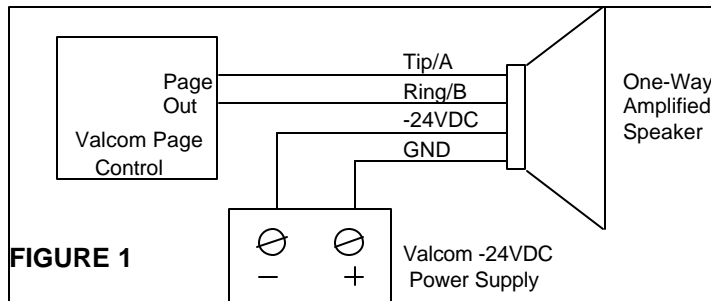 Tip/A
Page
Ring/B
Out
-24VDC
Valcom Page
Control
GND
One-Way
Amplified
Speaker
FIGURE 1
− +
Valcom -24VDC
Power Supply